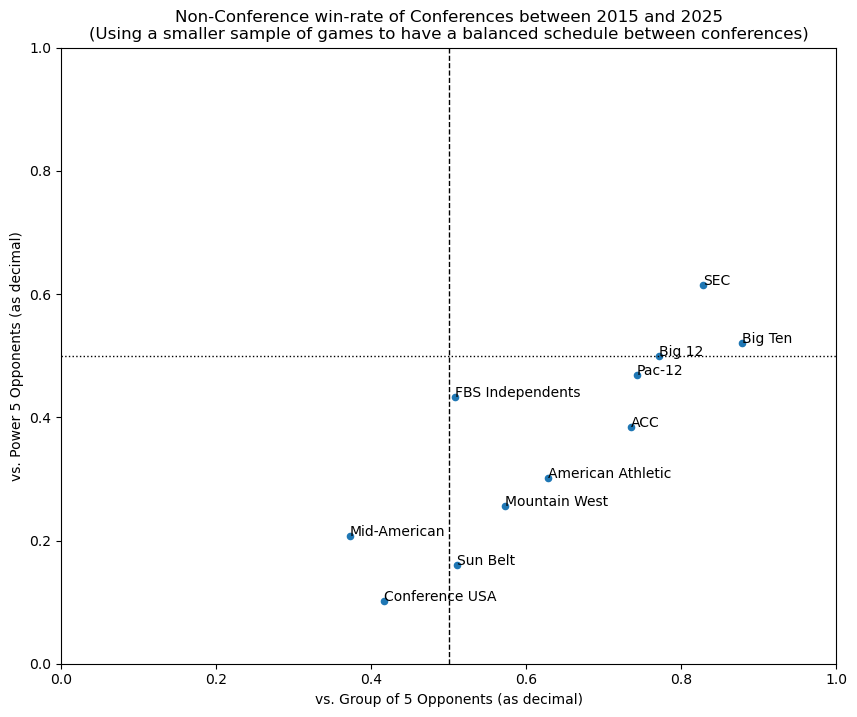 Non-Conference win-rate of Conferences between 2015 and 2025
(Using a smaller sample of games to have a balanced schedule between conferences)
1.0
0.8
0.6
0.4
0.2
0.0
vs. Power 5 Opponents (as decimal)
SEC
Big Ten
Big 12
Pac-12
FBS Independents
ACC
American Athletic
Mountain West
Mid-American
Sun Belt
Conference USA
0.0 0.2 0.4 0.6 0.8 1.0
vs. Group of 5 Opponents (as decimal)